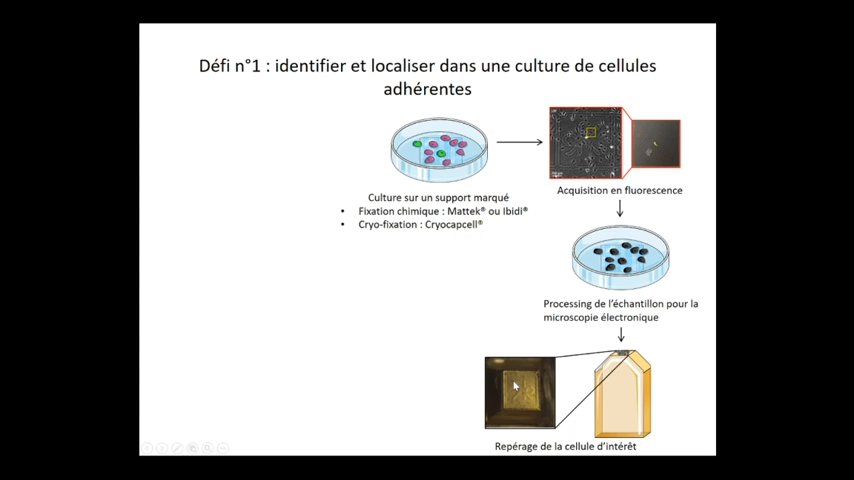 Défi n°1 : identifier et localiser dans une culture de cellules
adhérentes
Culture sur un support marqué
• Fixation chimique : Mattek® ou Ibidi®
• Cryo-fixation : Cryocapcell®
Acquisition en fluorescence
Processing de l'échantillon pour la
microscopie électronique
Repérage de la cellule d'intérêt